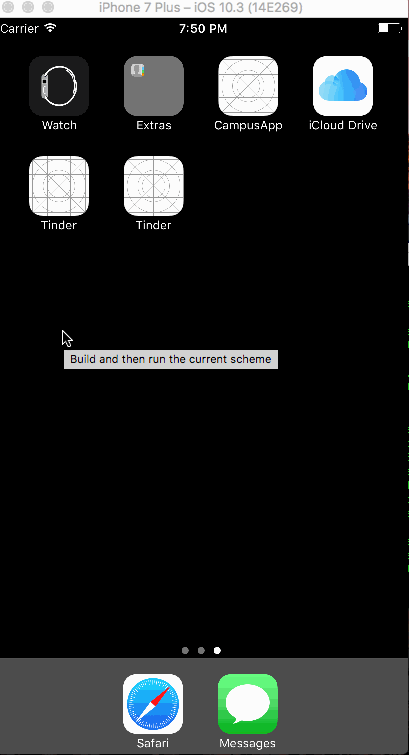 iPhone 7 Plus – iOS 10.3 (14E269)
Carrier 7:50 PM
Watch Extras CampusApp iCloud Drive
Tinder Tinder
Build and then run the current scheme
Safari Messages